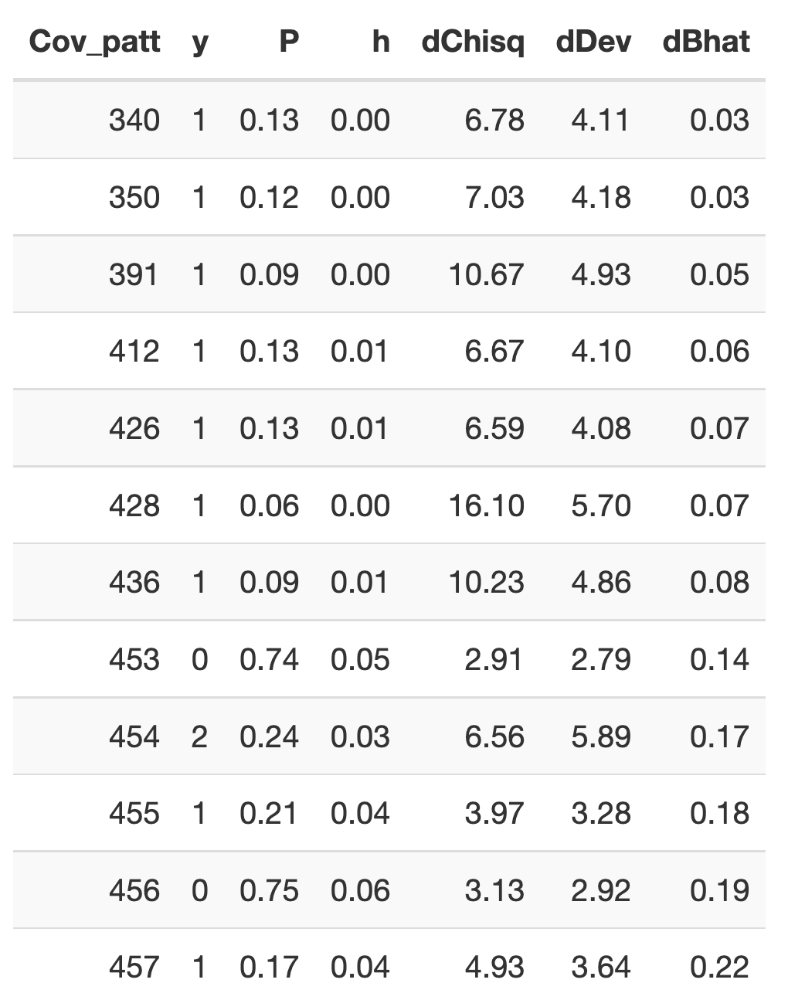 Cov_patt y P h dChisq dDev dBhat
340 1 0.13 0.00 6.78 4.11 0.03
350 1 0.12 0.00 7.03 4.18 0.03
391 1 0.09 0.00 10.67 4.93 0.05
412 1 0.13 0.01 6.67 4.10 0.06
426 1 0.13 0.01 6.59 4.08 0.07
428 1 0.06 0.00 16.10 5.70 0.07
436 1 0.09 0.01 10.23 4.86 0.08
453 0 0.74 0.05 2.91 2.79 0.14
454 2 0.24 0.03 6.56 5.89 0.17
455 1 0.21 0.04 3.97 3.28 0.18
456 0 0.75 0.06 3.13 2.92 0.19
457 1 0.17 0.04 4.93 3.64 0.22